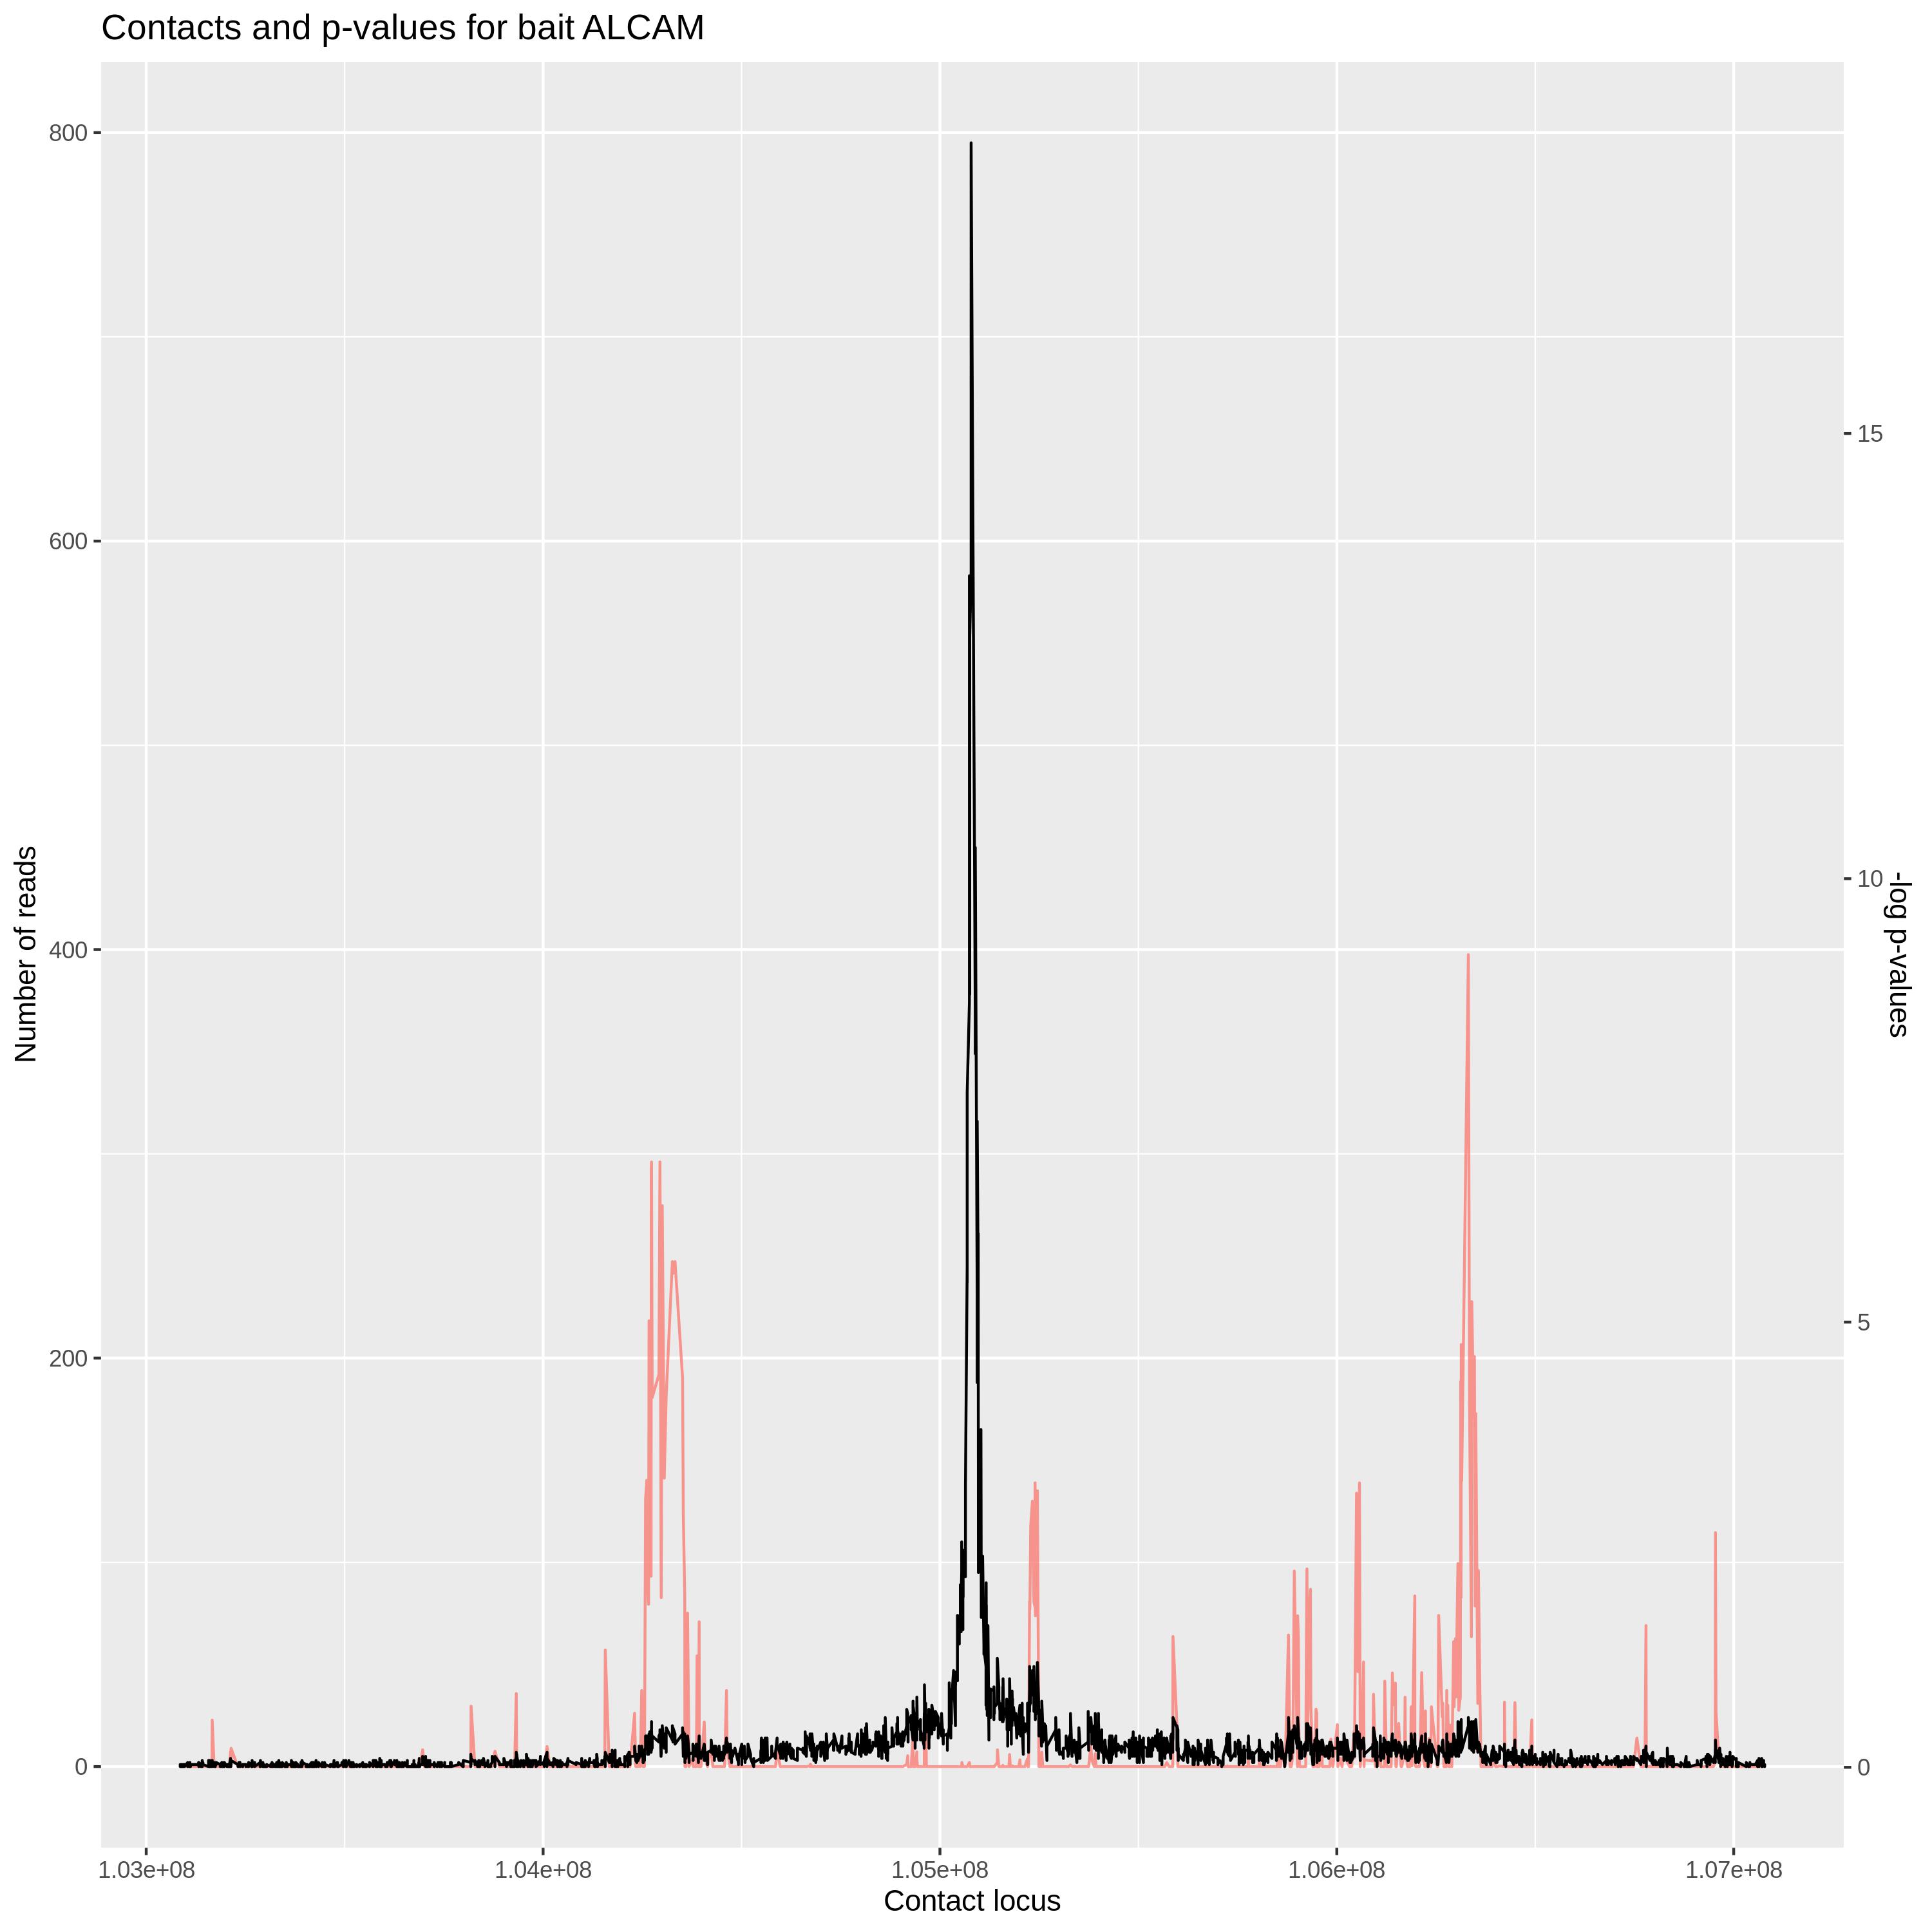 Contacts and p-values for bait ALCAM
800
600
400
200
0
Number of reads
15
10
5
0
-log p-values
1.03e+08
1.04e+08
1.05e+08
1.06e+08
1.07e+08
Contact locus